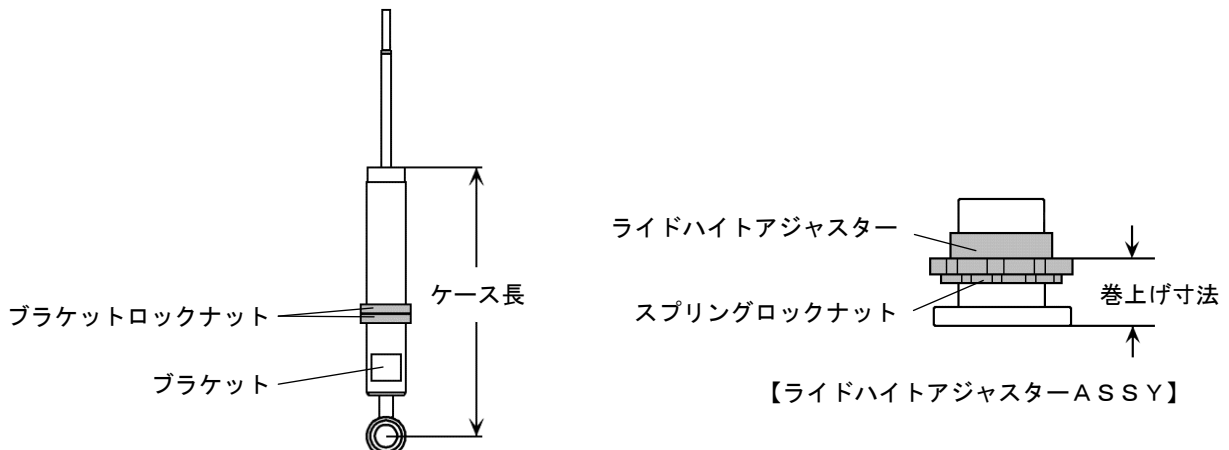 ケース長
ブラケットロックナット
ブラケット
ライドハイトアジャスター
スプリングロックナット
巻上げ寸法
【ライドハイトアジャスターＡＳＳＹ】